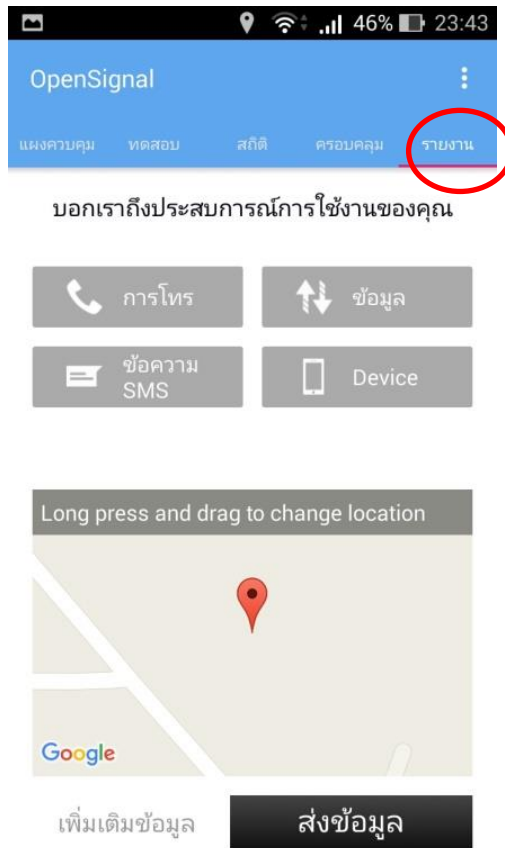 46% 23:43
OpenSignal
แผงควบคุม ทดสอบ สถิติ ครอบคลุม รายงาน
บอกเราถึงประสบการณ์การใช้งานของคุณ
การโทร ข้อมูล
ข้อความ
SMS
Device
Long press and drag to change location
Google
เพิ่มเติมข้อมูล ส่งข้อมูล